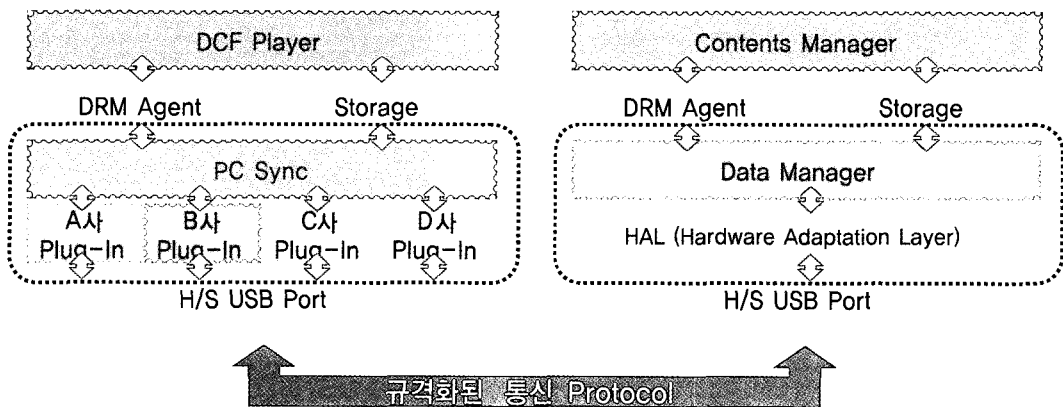 DCF Player
DRM Agent
Storage
PC Sync
A사
Plug-In
B사
Plug-In
C사
Plug-In
D사
Plug-In
H/S USB Port
Contents Manager
DRM Agent
Storage
Data Manager
HAL (Hardware Adaptation Layer)
H/S USB Port
규격화된 통신 Protocol